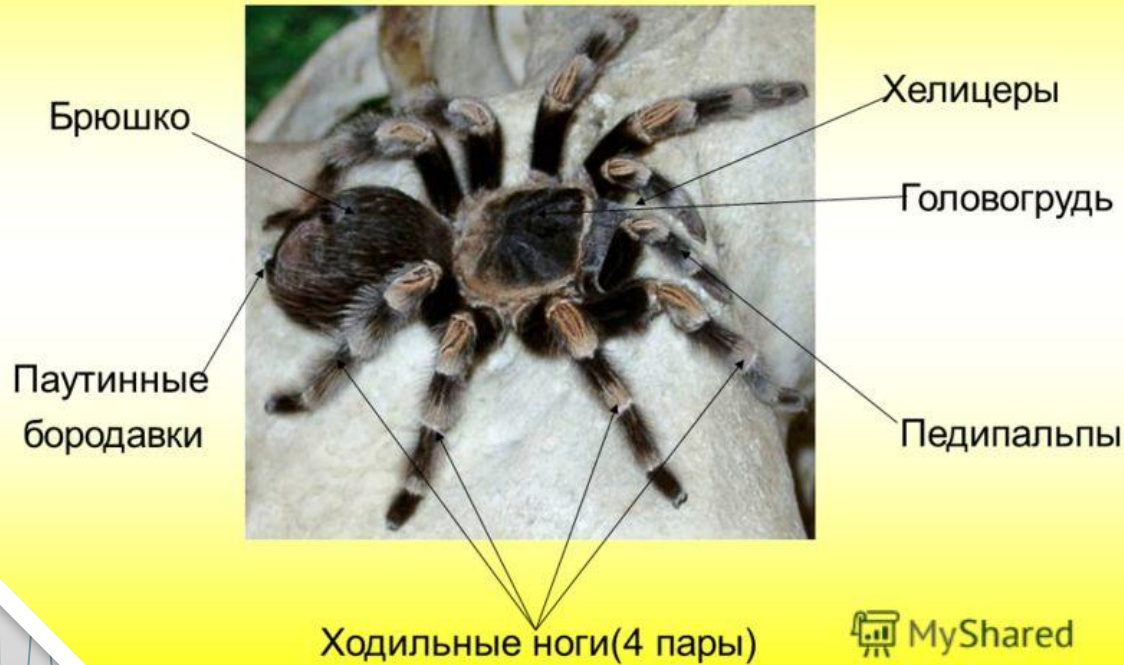 Брюшко
Хелицеры
Головогрудь
Паутинные
бородавки
Педипальпы
Ходильные ноги(4 пары)
MyShared